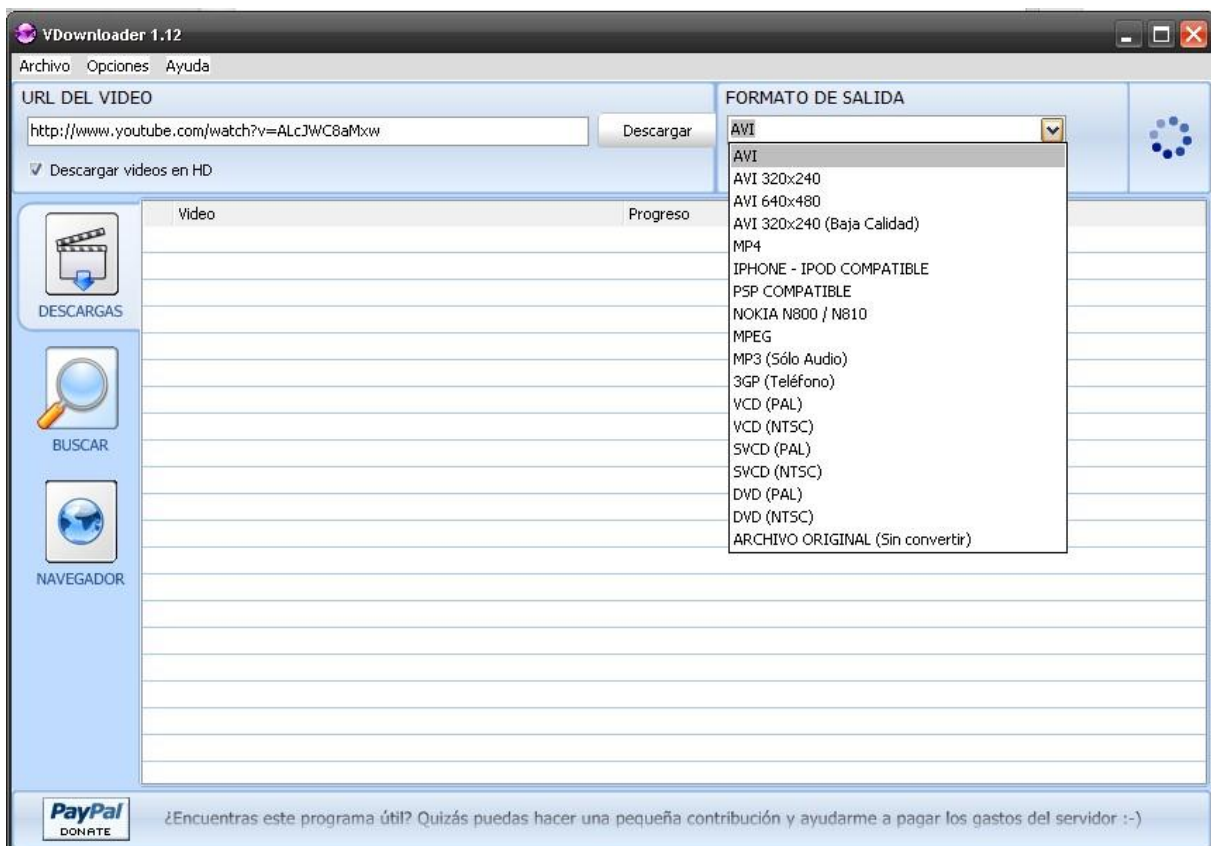 VDownloader 1.12
Archivo Opciones Ayuda
URL DEL VIDEO
http://www.youtube.com/watch?v=ALcJWC8aMxw
Descargar
Descargar videos en HD
FORMATO DE SALIDA
AVI
AVI
AVI 320x240
AVI 640x480
AVI 320x240 (Baja Calidad)
MP4
IPHONE - IPOD COMPATIBLE
PSP COMPATIBLE
NOKIA N800 / N810
MPEG
MP3 (Sólo Audio)
3GP (Teléfono)
VCD (PAL)
VCD (NTSC)
SVCD (PAL)
SVCD (NTSC)
DVD (PAL)
DVD (NTSC)
ARCHIVO ORIGINAL (Sin convertir)
Video Progreso
DESCARGAS
BUSCAR
NAVEGADOR
PayPal
DONATE
¿Encuentras este programa útil? Quizás puedas hacer una pequeña contribución y ayudarme a pagar los gastos del servidor :-)